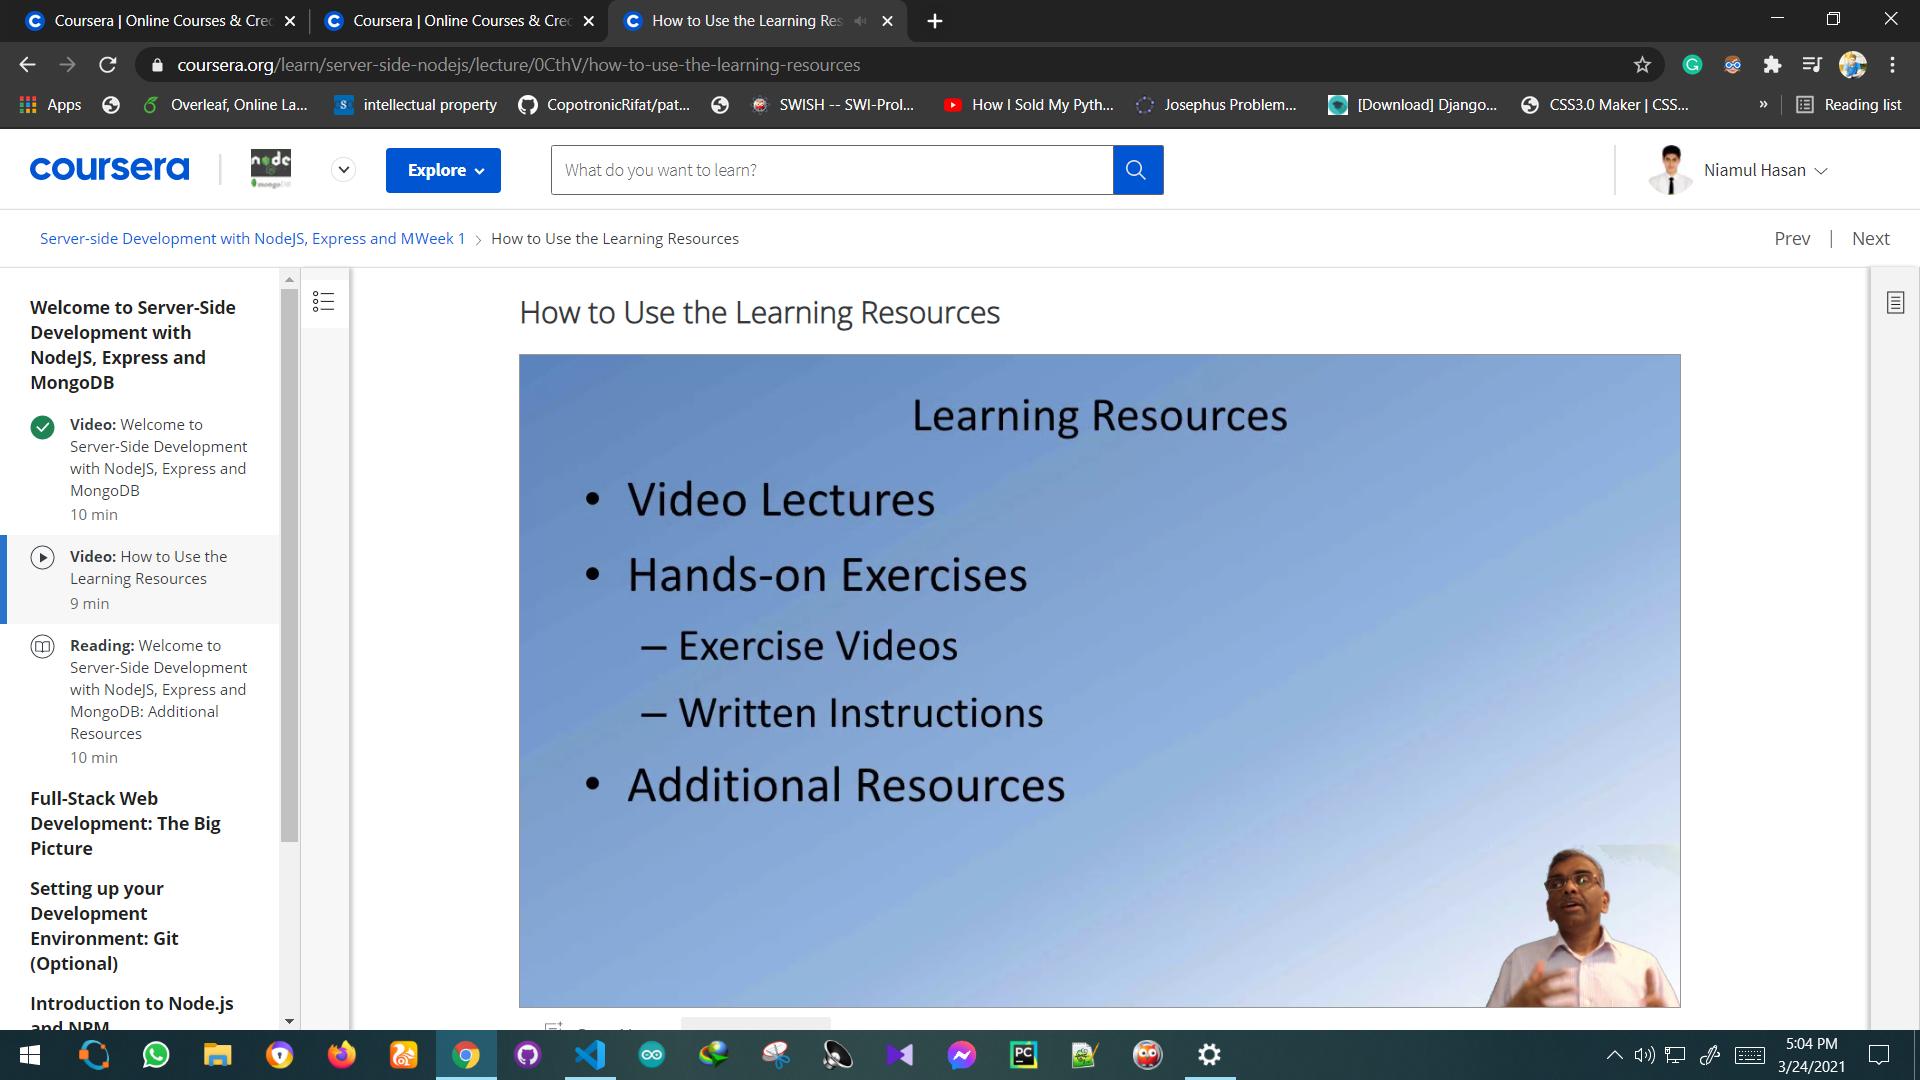 Coursera | Online Courses & Cre
Coursera | Online Courses & Cre
How to Use the Learning Res
coursera.org/learn/server-side-nodejs/lecture/0CthV/how-to-use-the-learning-resources
Apps
Overleaf, Online La...
intellectual property
CopotronicRifat/pat...
SWISH -- SWI-Prol...
How I Sold My Pyth...
Josephus Problem...
[Download] Django...
CSS3.0 Maker | CSS...
»
Reading list
coursera
node
mongoDB
Explore
What do you want to learn?
Niamul Hasan
Server-side Development with NodeJS, Express and MWeek 1 > How to Use the Learning Resources
Prev | Next
Welcome to Server-Side
Development with
NodeJS, Express and
MongoDB
Video: Welcome to
Server-Side Development
with NodeJS, Express and
MongoDB
10 min
Video: How to Use the
Learning Resources
9 min
Reading: Welcome to
Server-Side Development
with NodeJS, Express and
MongoDB: Additional
Resources
10 min
Full-Stack Web
Development: The Big
Picture
Setting up your
Development
Environment: Git
(Optional)
Introduction to Node.js
and NPM
How to Use the Learning Resources
Learning Resources
• Video Lectures
• Hands-on Exercises
– Exercise Videos
– Written Instructions
• Additional Resources
PC
5:04 PM
3/24/2021